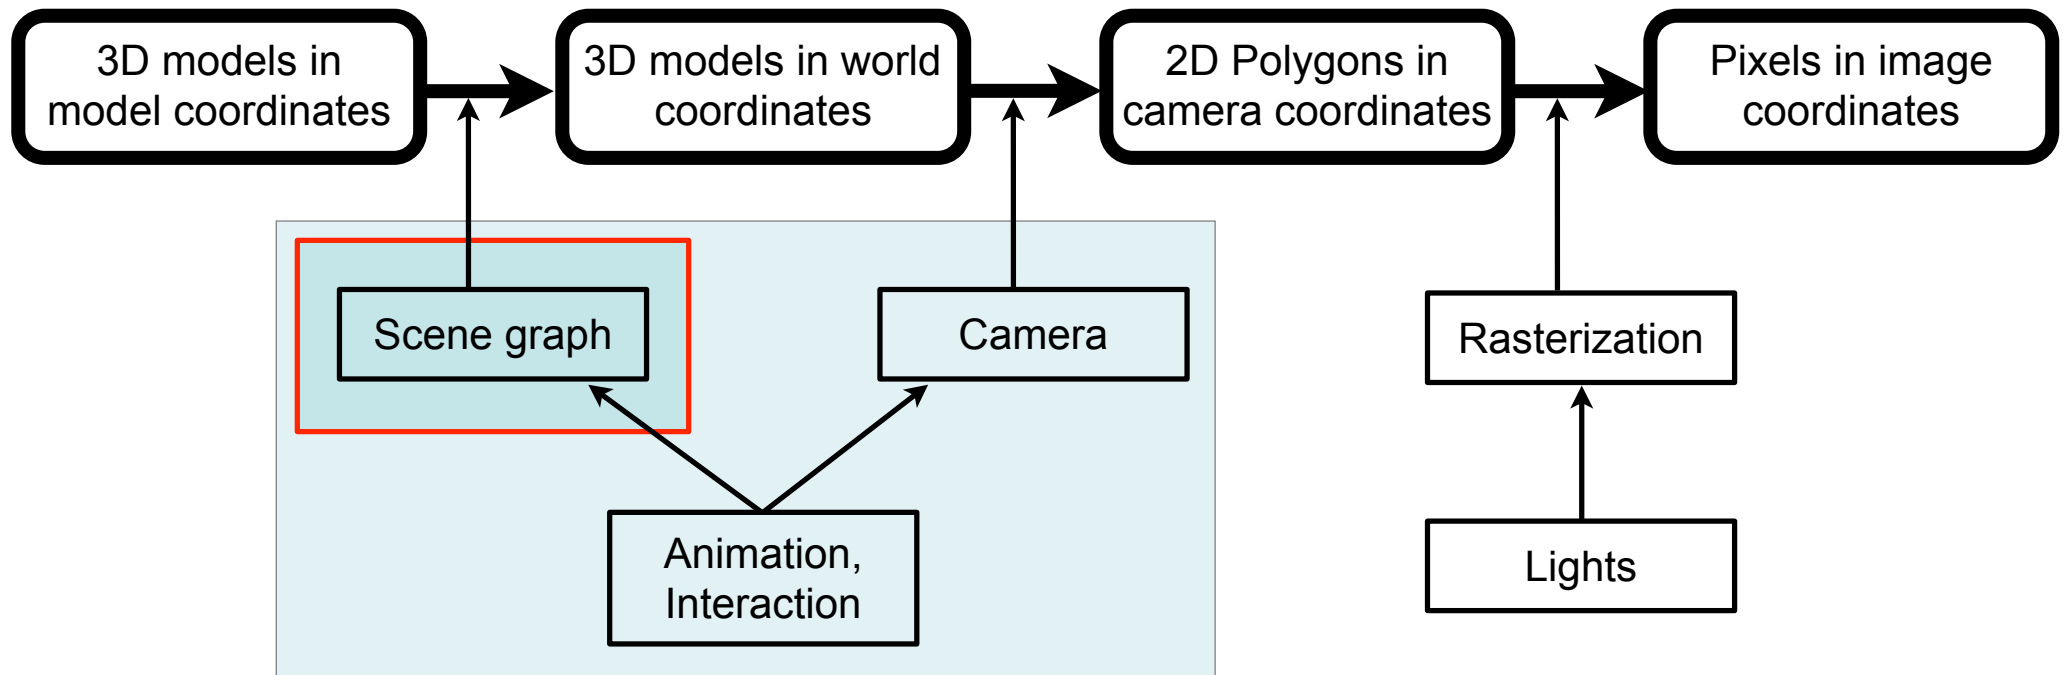 3D models in
model coordinates
3D models in world
coordinates
2D Polygons in
camera coordinates
Pixels in image
coordinates
Scene graph
Camera
Rasterization
Animation,
Interaction
Lights